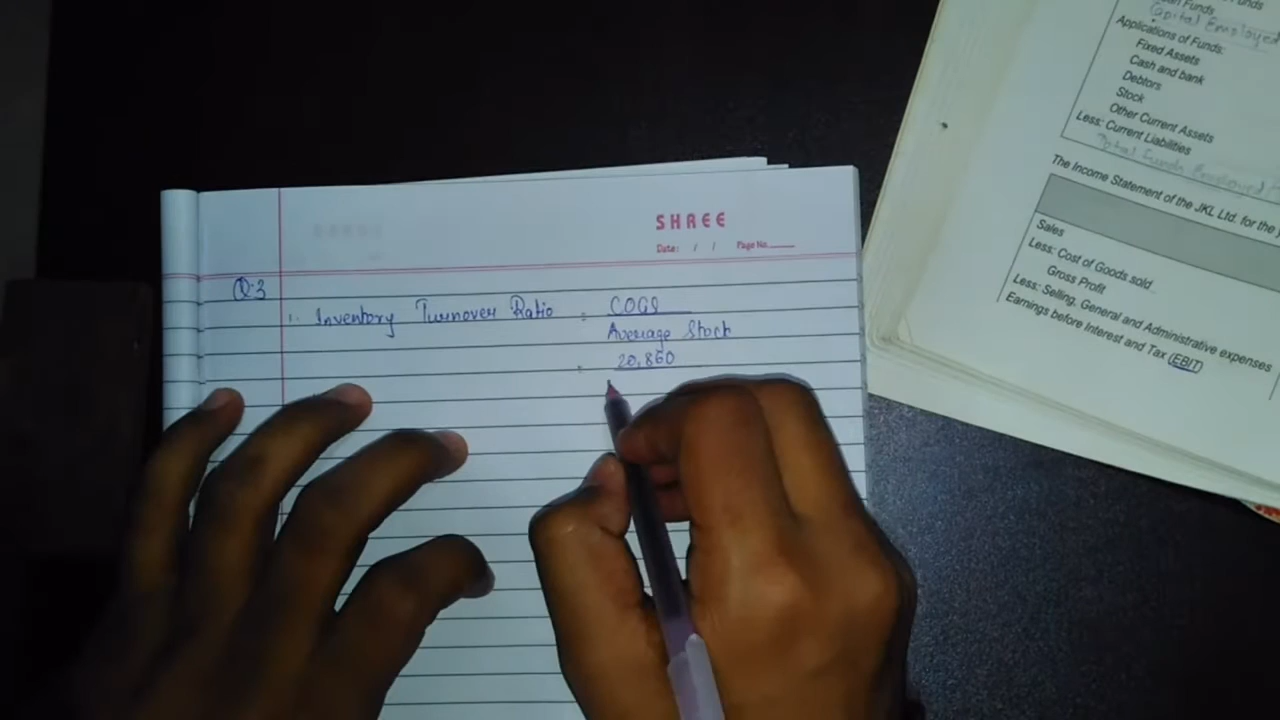 SHREE
Date: / / Page No.
Q.3
1. Inventory Turnover Ratio = COGS
Average Stock
= 20,860
Funds
Capital Employed
Applications of Funds:
Fixed Assets
Cash and bank
Debtors
Stock
Other Current Assets
Less: Current Liabilities
The Income Statement of the JKL Ltd. for the
Sales
Less: Cost of Goods sold
Gross Profit
Less: Selling, General and Administrative expenses
Earnings before Interest and Tax (EBIT)